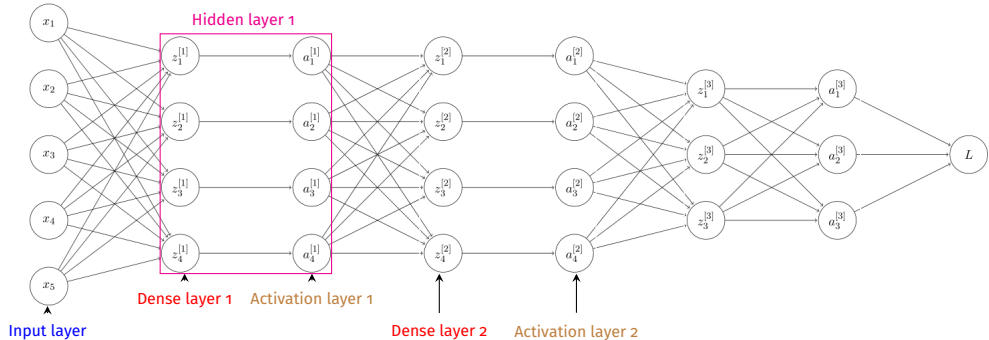 Hidden layer 1
x₁ z₁^[1] a₁^[1] z₁^[2] a₁^[2]
x₂ z₁^[3] a₁^[3]
z₂^[1] a₂^[1] z₂^[2] a₂^[2]
x₃ z₂^[3] a₂^[3] L
z₃^[1] a₃^[1] z₃^[2] a₃^[2]
x₄ z₃^[3] a₃^[3]
z₄^[1] a₄^[1] z₄^[2] a₄^[2]
x₅
Dense layer 1 Activation layer 1
Input layer Dense layer 2 Activation layer 2